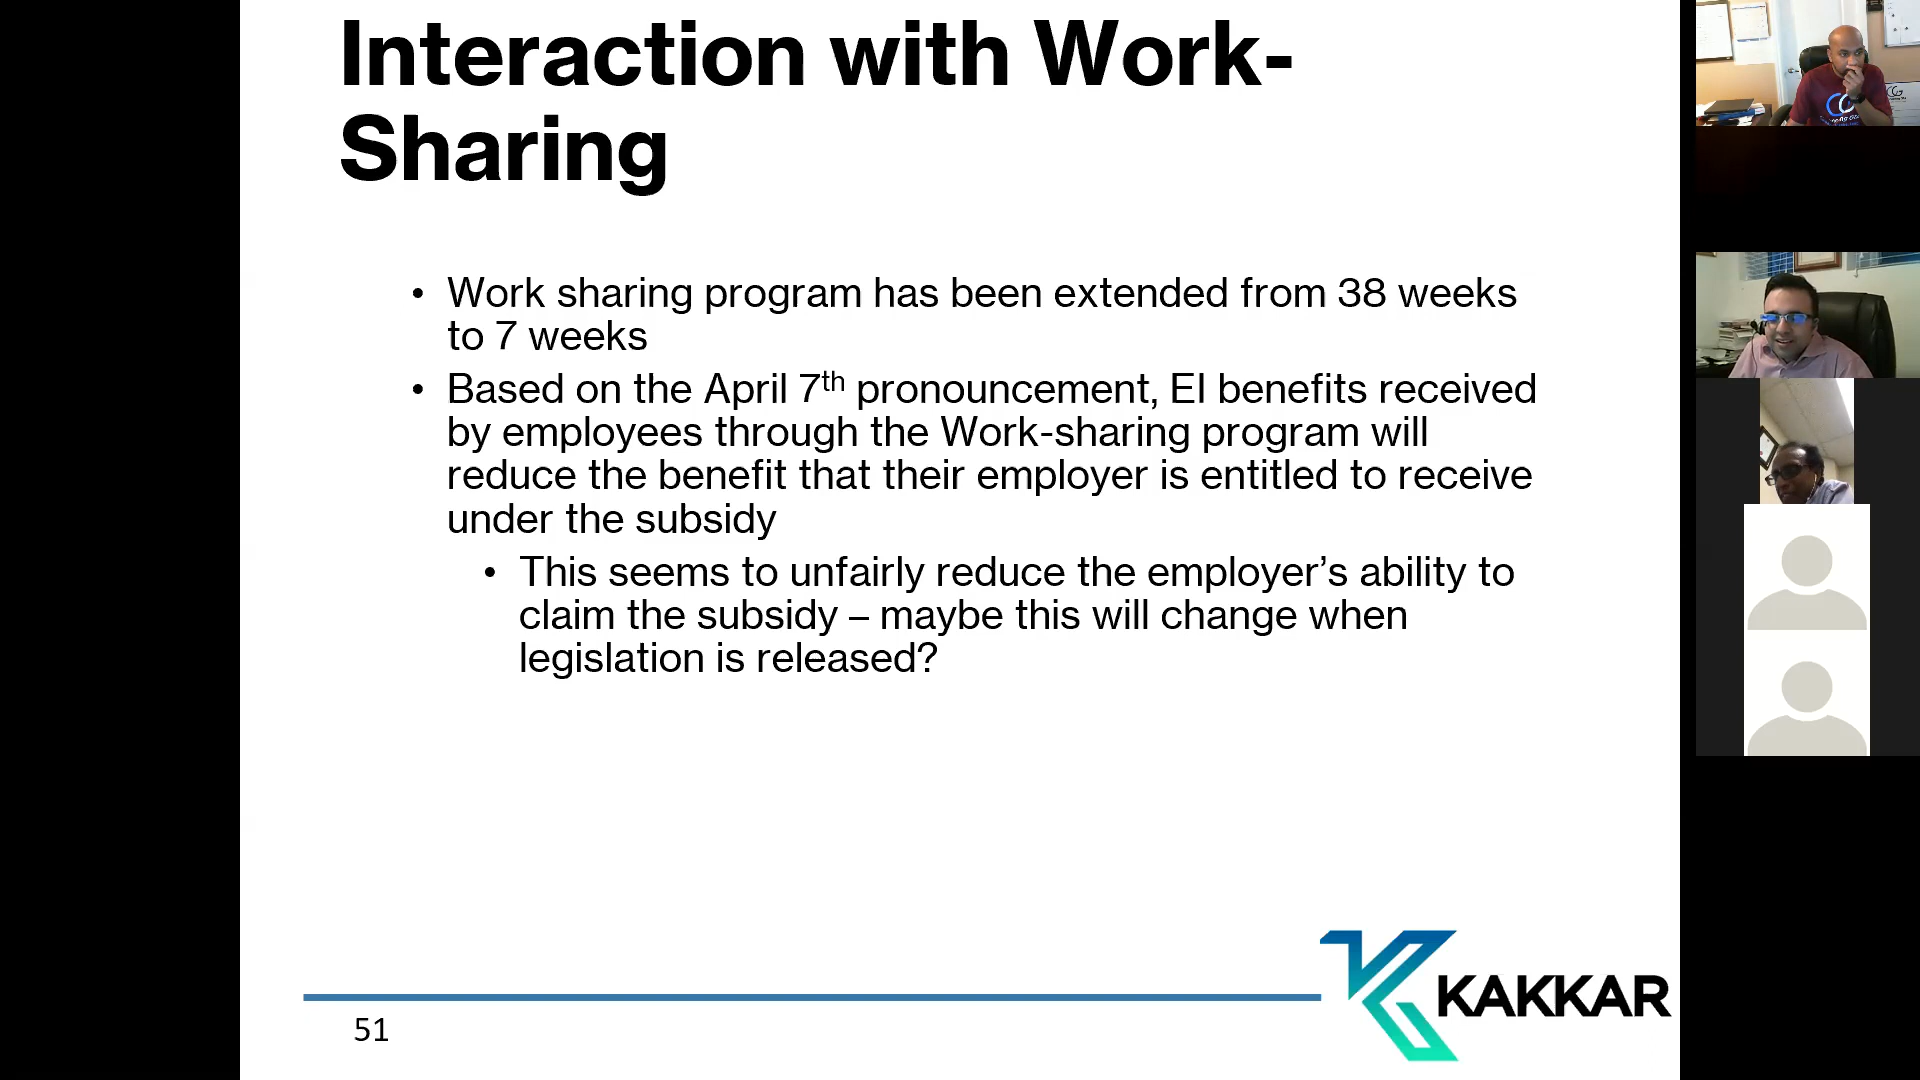 Interaction with Work-
Sharing
• Work sharing program has been extended from 38 weeks
to 7 weeks
• Based on the April 7th pronouncement, EI benefits received
by employees through the Work-sharing program will
reduce the benefit that their employer is entitled to receive
under the subsidy
• This seems to unfairly reduce the employer’s ability to
claim the subsidy – maybe this will change when
legislation is released?
KAKKAR
51